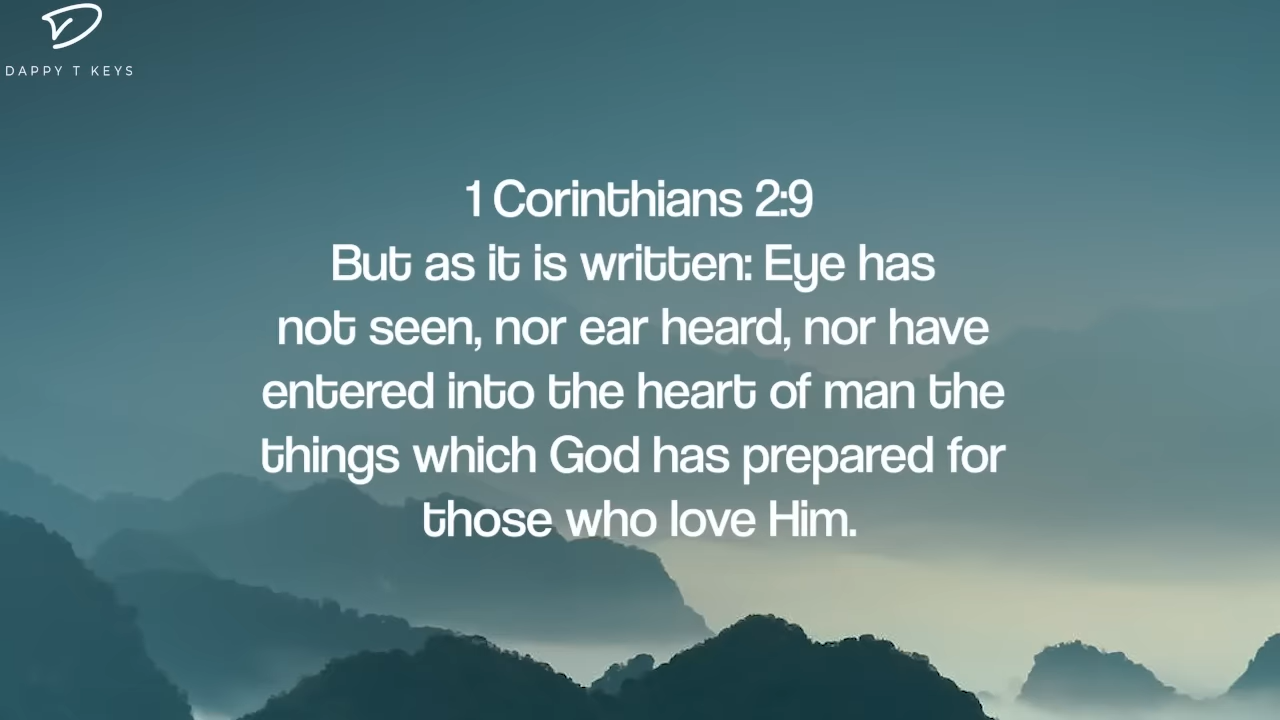 DAPPY T KEYS
1 Corinthians 2:9
But as it is written: Eye has
not seen, nor ear heard, nor have
entered into the heart of man the
things which God has prepared for
those who love Him.